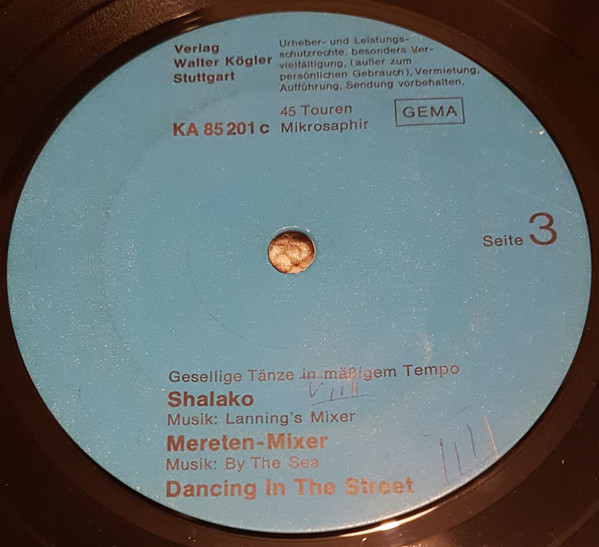 Verlag
Walter Kögler
Stuttgart
Urheber- und Leistungs-
schutzrechte, besonders Ver-
vielfältigung, (außer zum
persönlichen Gebrauch), Vermietung,
Aufführung, Sendung vorbehalten.
KA 85 201 c
45 Touren
Mikrosaphir
GEMA
Seite 3
Gesellige Tänze in mäßigem Tempo
Shalako
Musik: Lanning's Mixer
Mereten-Mixer
Musik: By The Sea
Dancing In The Street